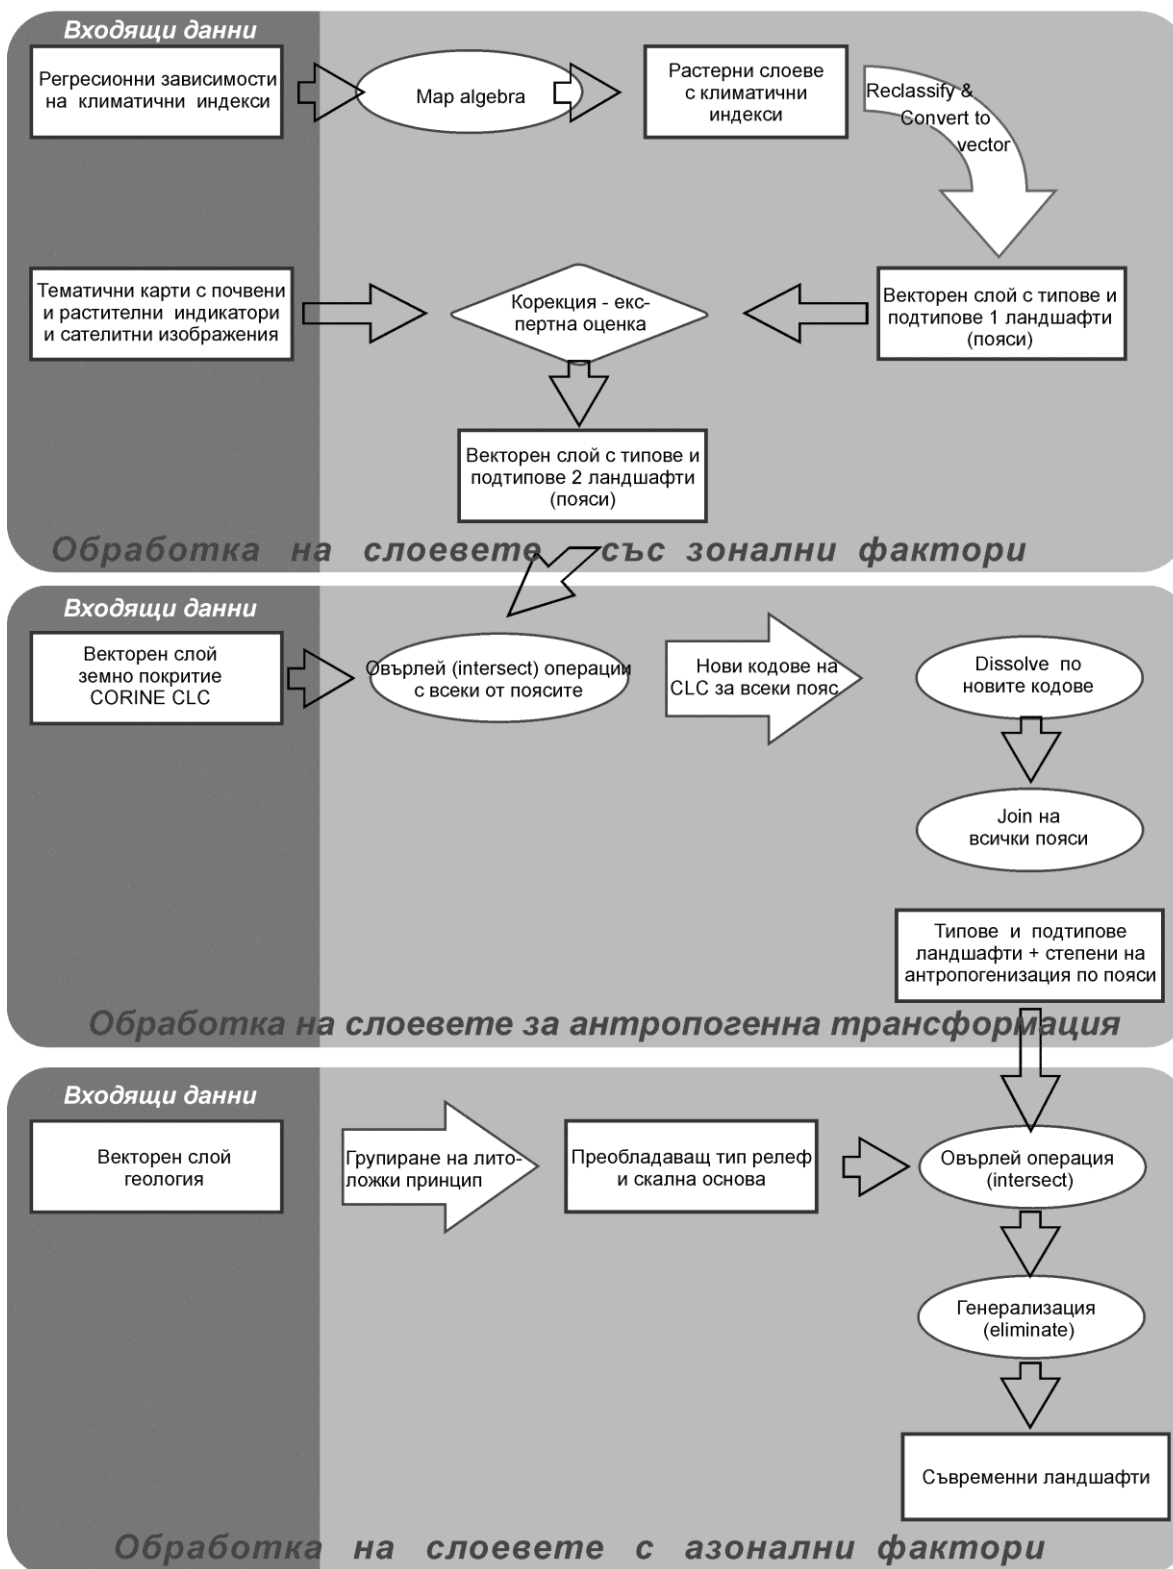 Входящи данни
Регресионни зависимости
на климатични индекси
Map algebra
Растерни слоеве
с климатични
индекси
Reclassify &
Convert to
vector
Тематични карти с почвени
и растителни индикатори
и сателитни изображения
Корекция - екс-
пертна оценка
Векторен слой с типове и
подтипове 1 ландшафти
(пояси)
Векторен слой с типове и
подтипове 2 ландшафти
(пояси)
Обработка на слоевете със зонални фактори
Входящи данни
Векторен слой
земно покритие
CORINE CLC
Овърлей (intersect) операции
с всеки от поясите
Нови кодове на
CLC за всеки пояс
Dissolve по
новите кодове
Join на
всички пояси
Типове и подтипове
ландшафти + степени на
антропогенизация по пояси
Обработка на слоевете за антропогенна трансформация
Входящи данни
Векторен слой
геология
Групиране на лито-
ложки принцип
Преобладаващ тип релеф
и скална основа
Овърлей операция
(intersect)
Генерализация
(eliminate)
Съвременни ландшафти
Обработка на слоевете с азонални фактори